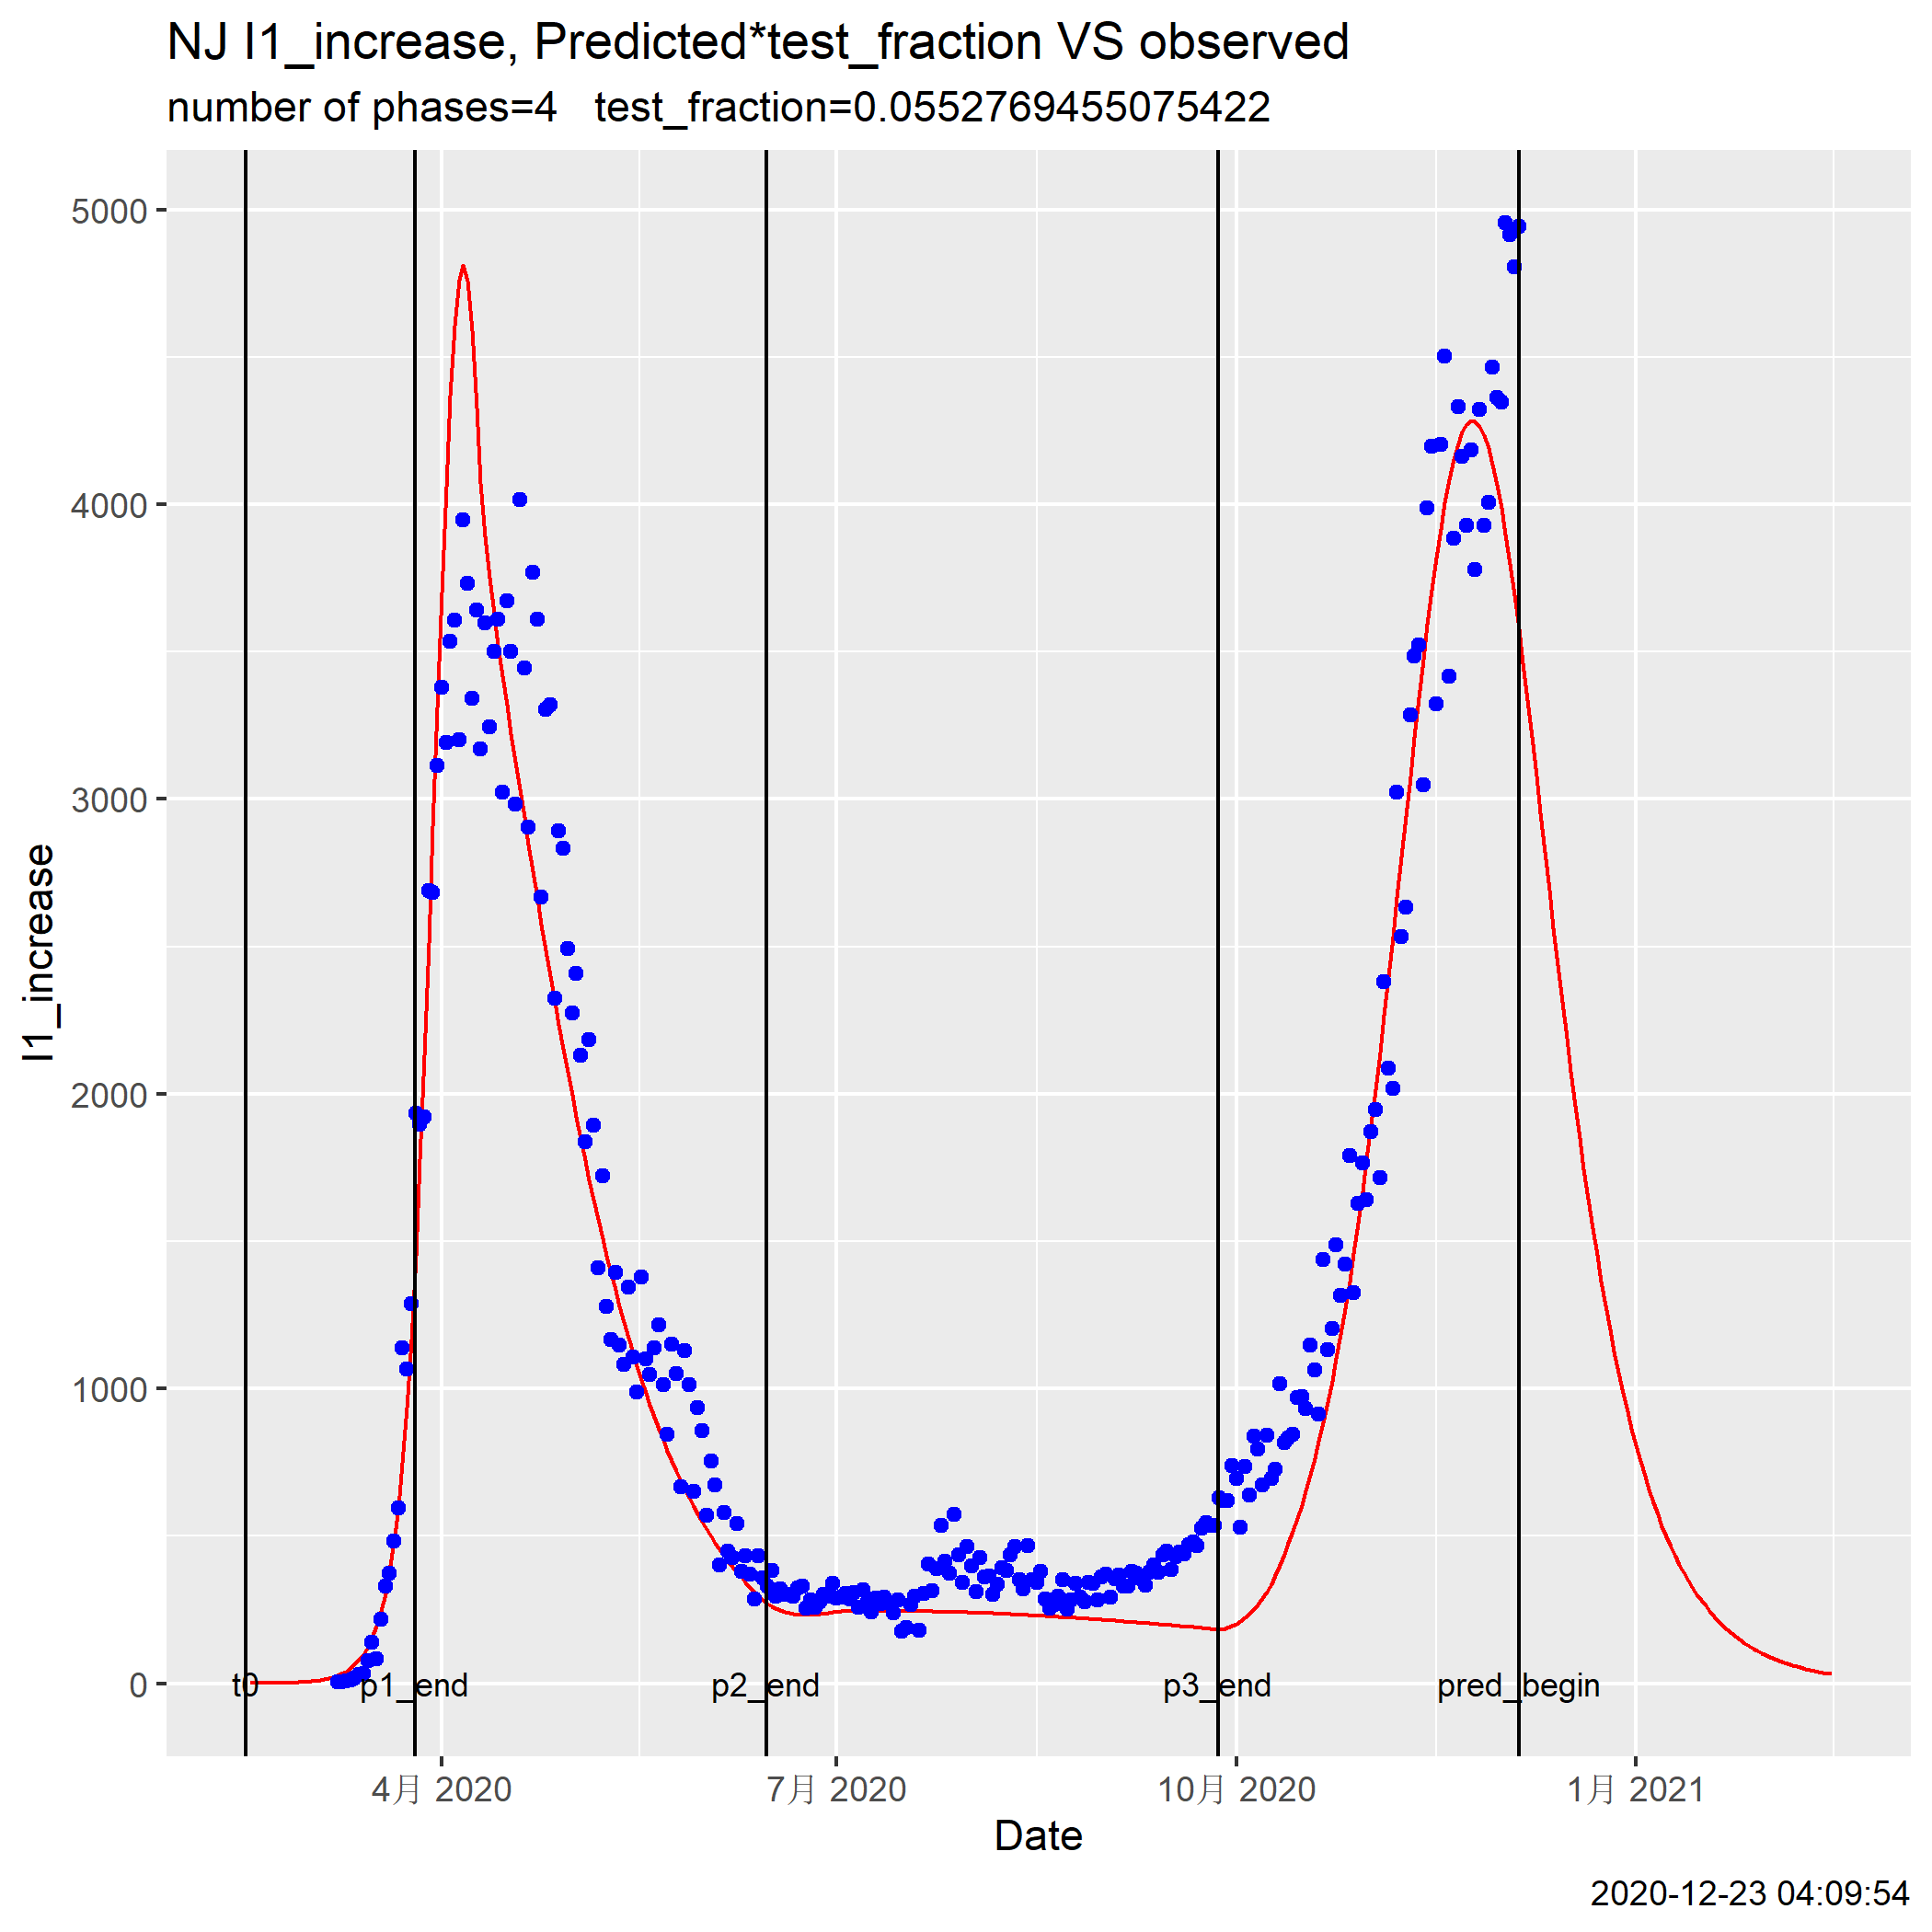 NJ I1_increase, Predicted*test_fraction VS observed
number of phases=4 test_fraction=0.0552769455075422
5000
4000
3000
2000
1000
0
I1_increase
t0
p1_end
p2_end
p3_end
pred_begin
4月 2020
7月 2020
10月 2020
1月 2021
Date
2020-12-23 04:09:54